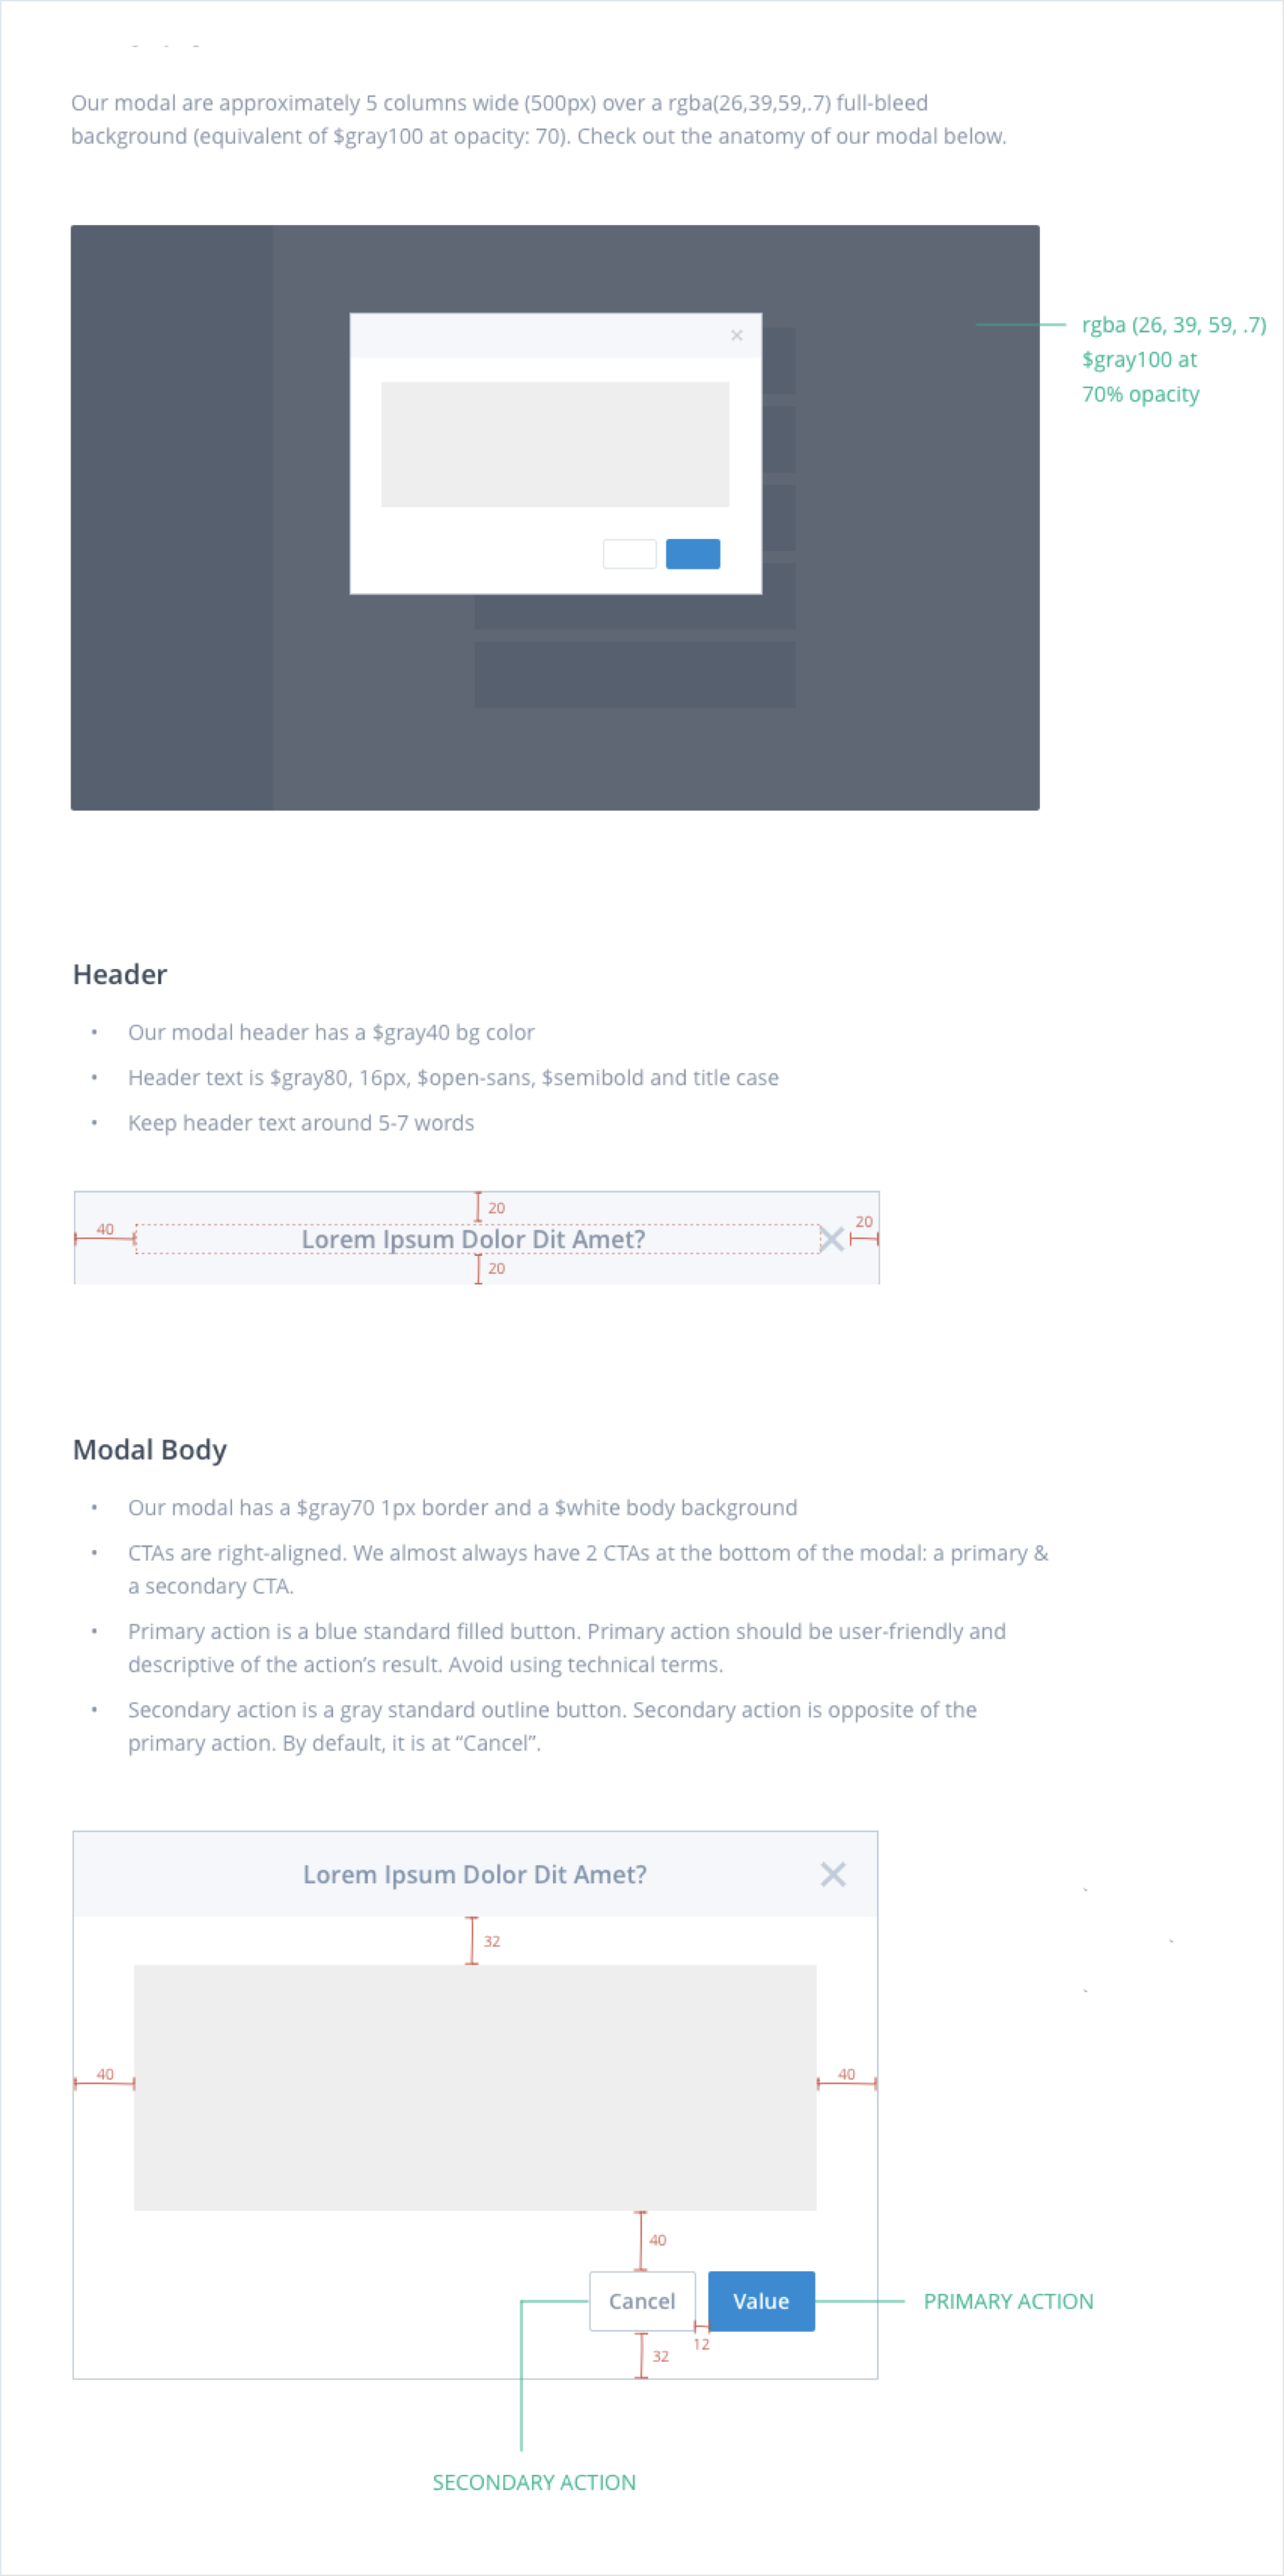 Our modal are approximately 5 columns wide (500px) over a rgba(26,39,59,.7) full-bleed
background (equivalent of $gray100 at opacity: 70). Check out the anatomy of our modal below.
rgba (26, 39, 59, .7)
$gray100 at
70% opacity
Header
• Our modal header has a $gray40 bg color
• Header text is $gray80, 16px, $open-sans, $semibold and title case
• Keep header text around 5-7 words
20
40
20
Lorem Ipsum Dolor Dit Amet?
20
Modal Body
• Our modal has a $gray70 1px border and a $white body background
• CTAs are right-aligned. We almost always have 2 CTAs at the bottom of the modal: a primary &
a secondary CTA.
• Primary action is a blue standard filled button. Primary action should be user-friendly and
descriptive of the action’s result. Avoid using technical terms.
• Secondary action is a gray standard outline button. Secondary action is opposite of the
primary action. By default, it is at “Cancel”.
Lorem Ipsum Dolor Dit Amet?
32
40
40
40
Cancel
Value
PRIMARY ACTION
12
32
SECONDARY ACTION